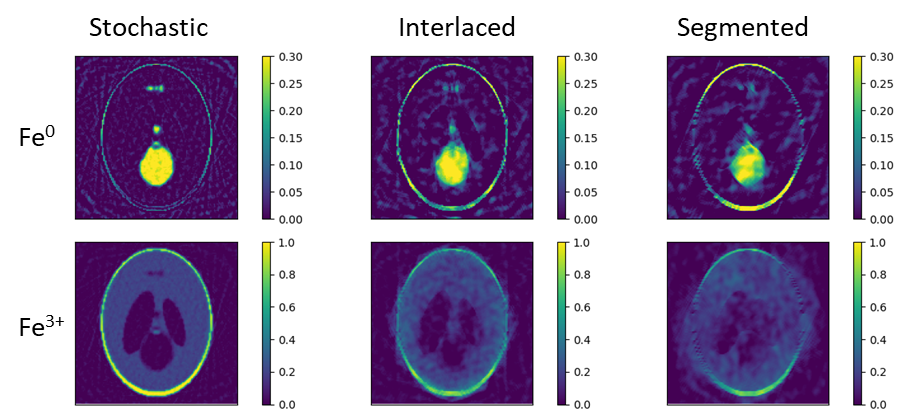 Stochastic Interlaced Segmented
Fe⁰
0.30 0.30 0.30
0.25 0.25 0.25
0.20 0.20 0.20
0.15 0.15 0.15
0.10 0.10 0.10
0.05 0.05 0.05
0.00 0.00 0.00
Fe³⁺
1.0 1.0 1.0
0.8 0.8 0.8
0.6 0.6 0.6
0.4 0.4 0.4
0.2 0.2 0.2
0.0 0.0 0.0